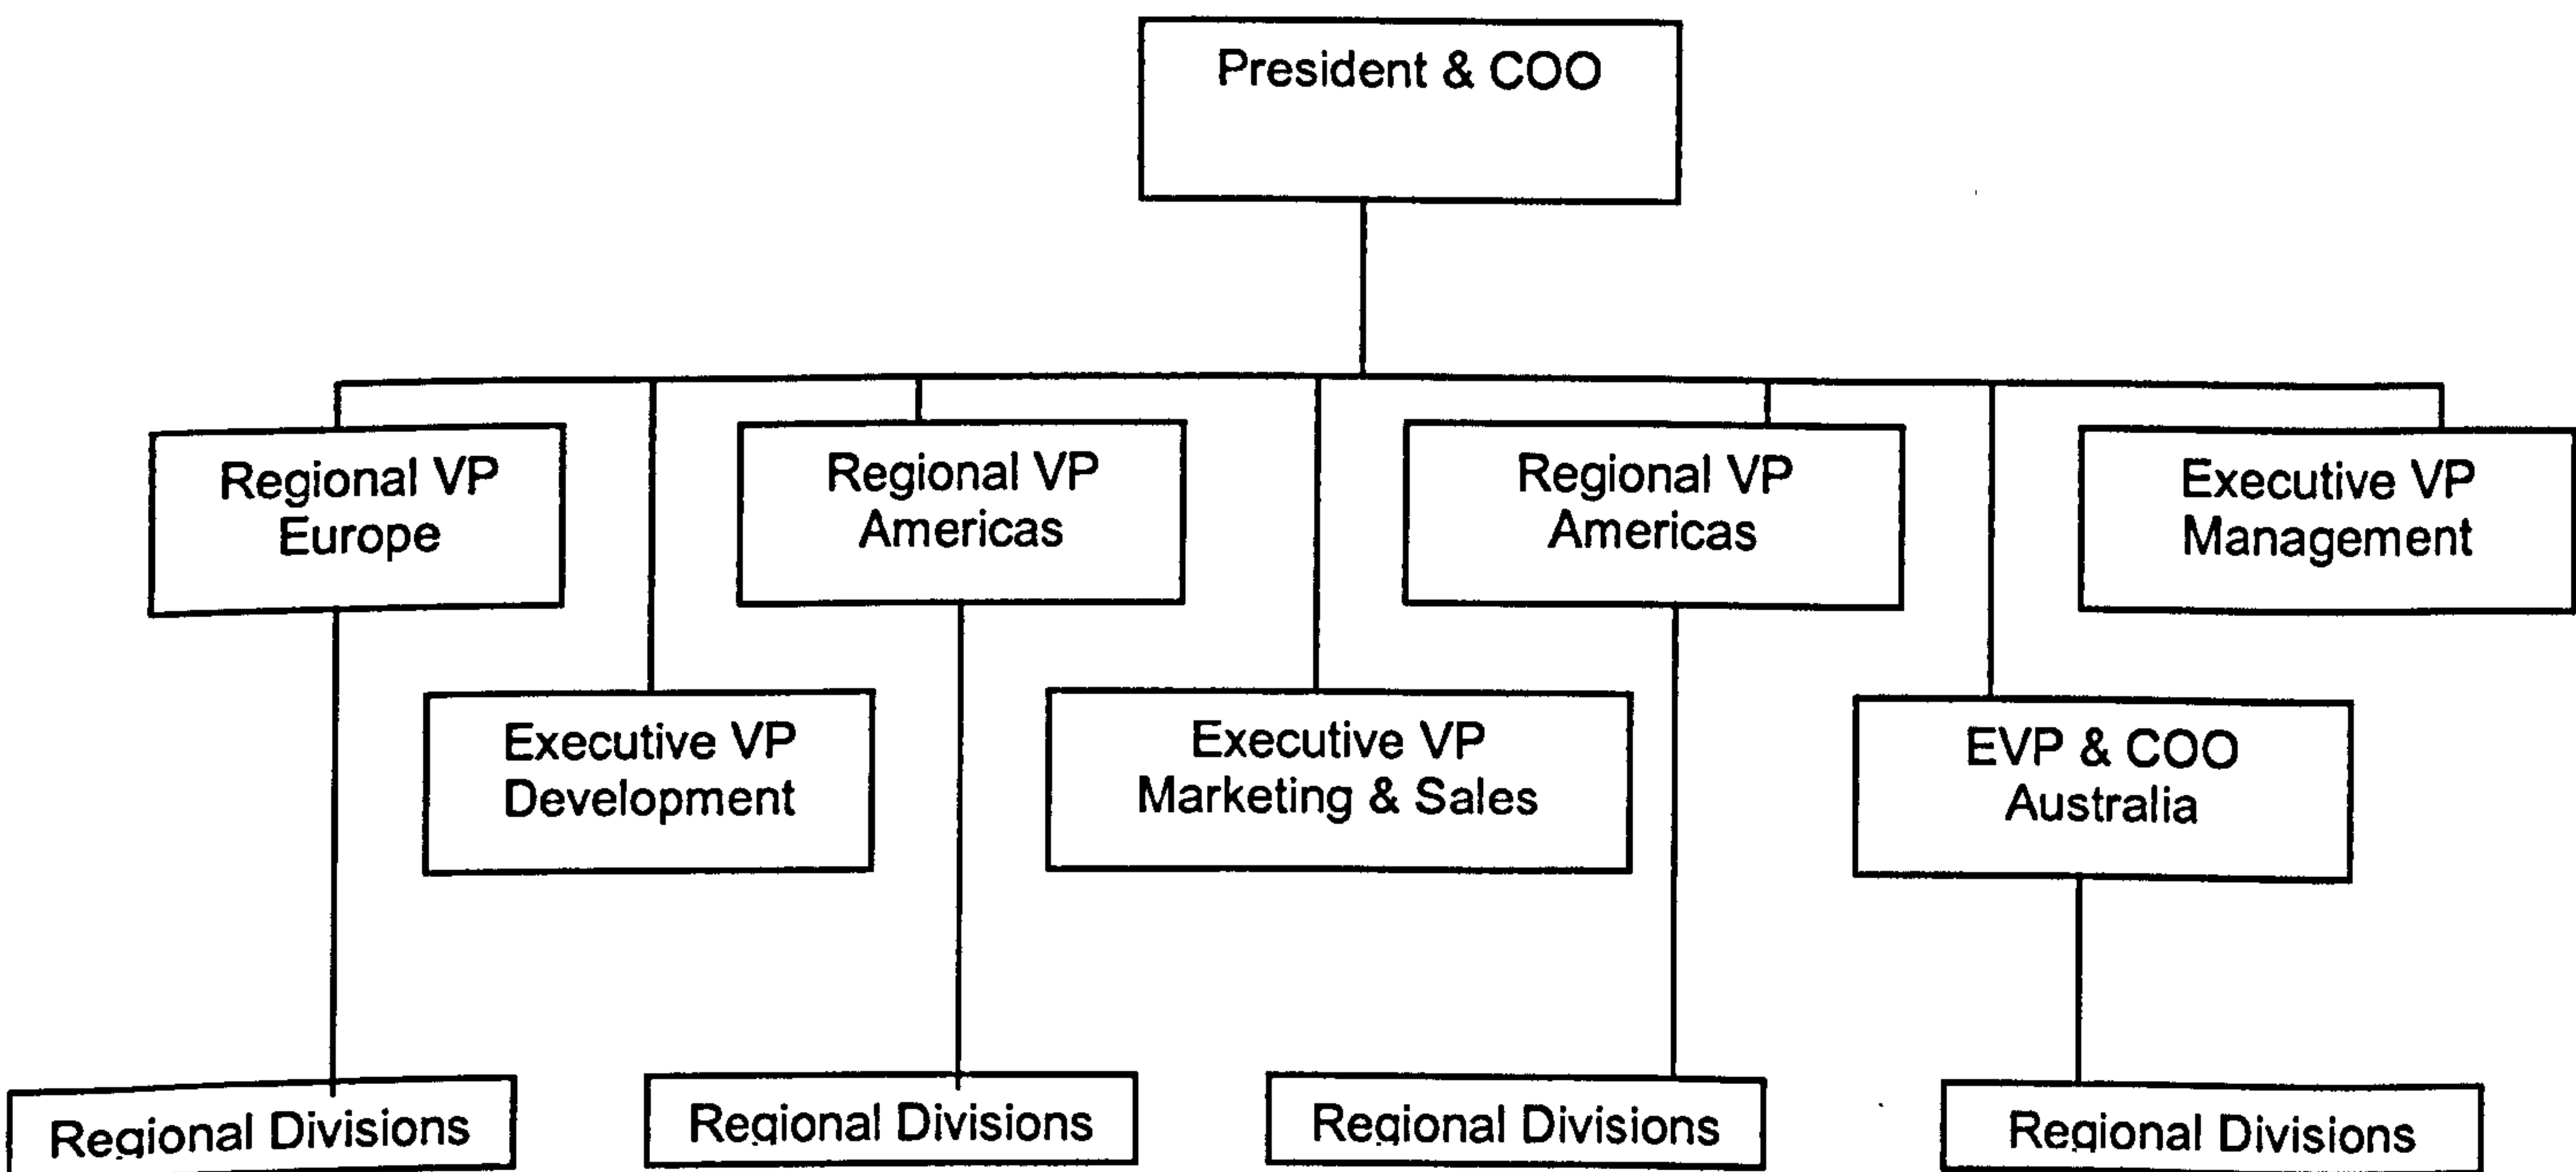 President & COO
Regional VP
Europe
Regional VP
Americas
Regional VP
Americas
Executive VP
Management
Executive VP
Development
Executive VP
Marketing & Sales
EVP & COO
Australia
Regional Divisions
Regional Divisions
Regional Divisions
Regional Divisions